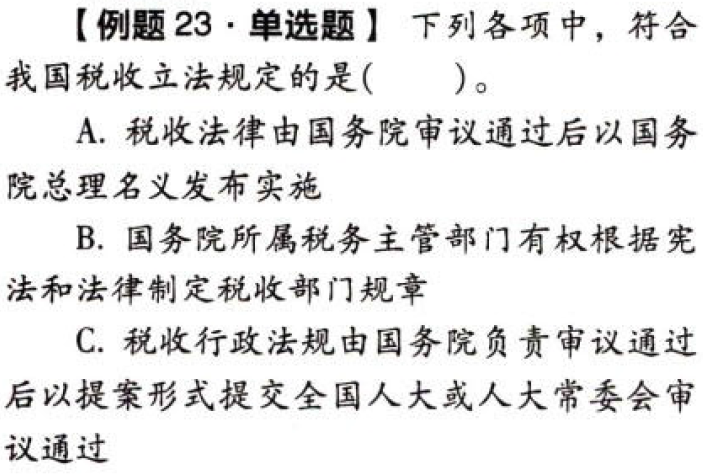 【例题 23·单选题】 下列各项中，符合
我国税收立法规定的是(　　)。
A. 税收法律由国务院审议通过后以国务
院总理名义发布实施
B. 国务院所属税务主管部门有权根据宪
法和法律制定税收部门规章
C. 税收行政法规由国务院负责审议通过
后以提案形式提交全国人大或人大常委会审
议通过